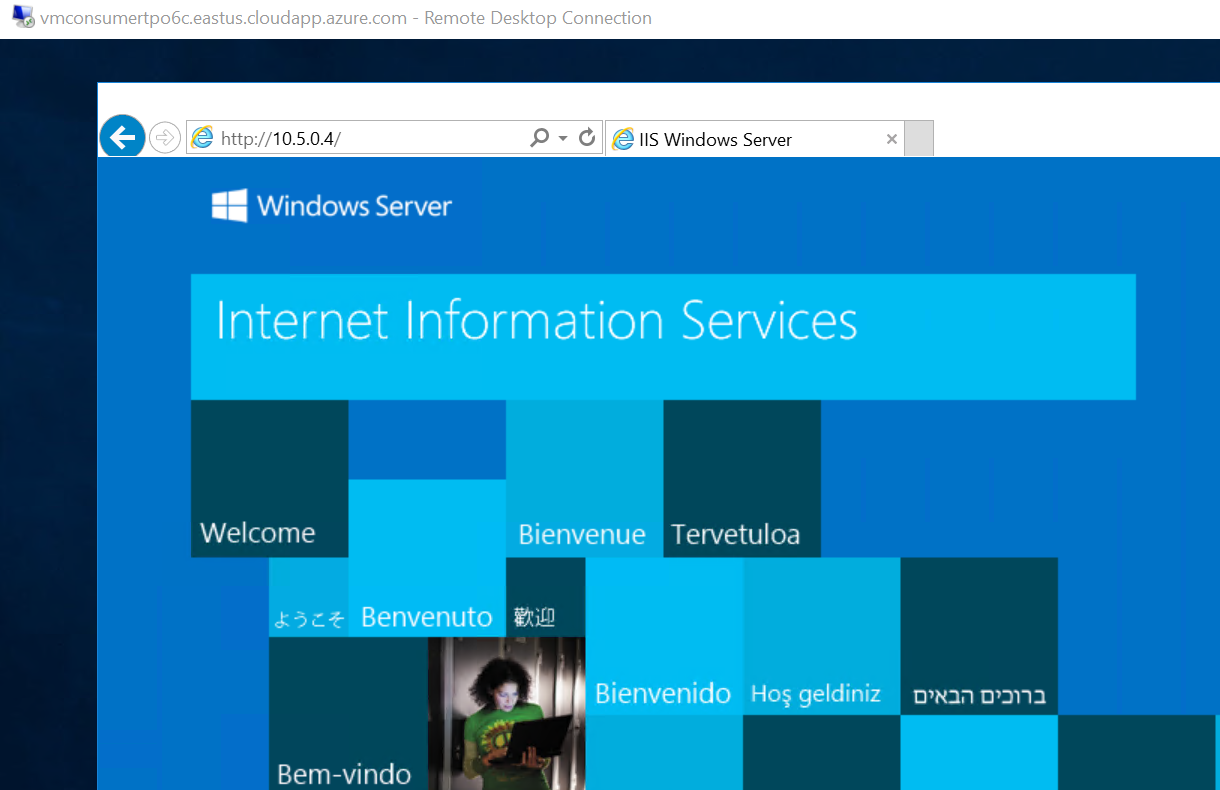 vmconsumertpo6c.eastus.cloudapp.azure.com - Remote Desktop Connection
http://10.5.0.4/
IIS Windows Server
Windows Server
Internet Information Services
Welcome
Bienvenue
Tervetuloa
ようこそ
Benvenuto
歡迎
Bienvenido
Hoş geldiniz
ברוכים הבאים
Bem-vindo